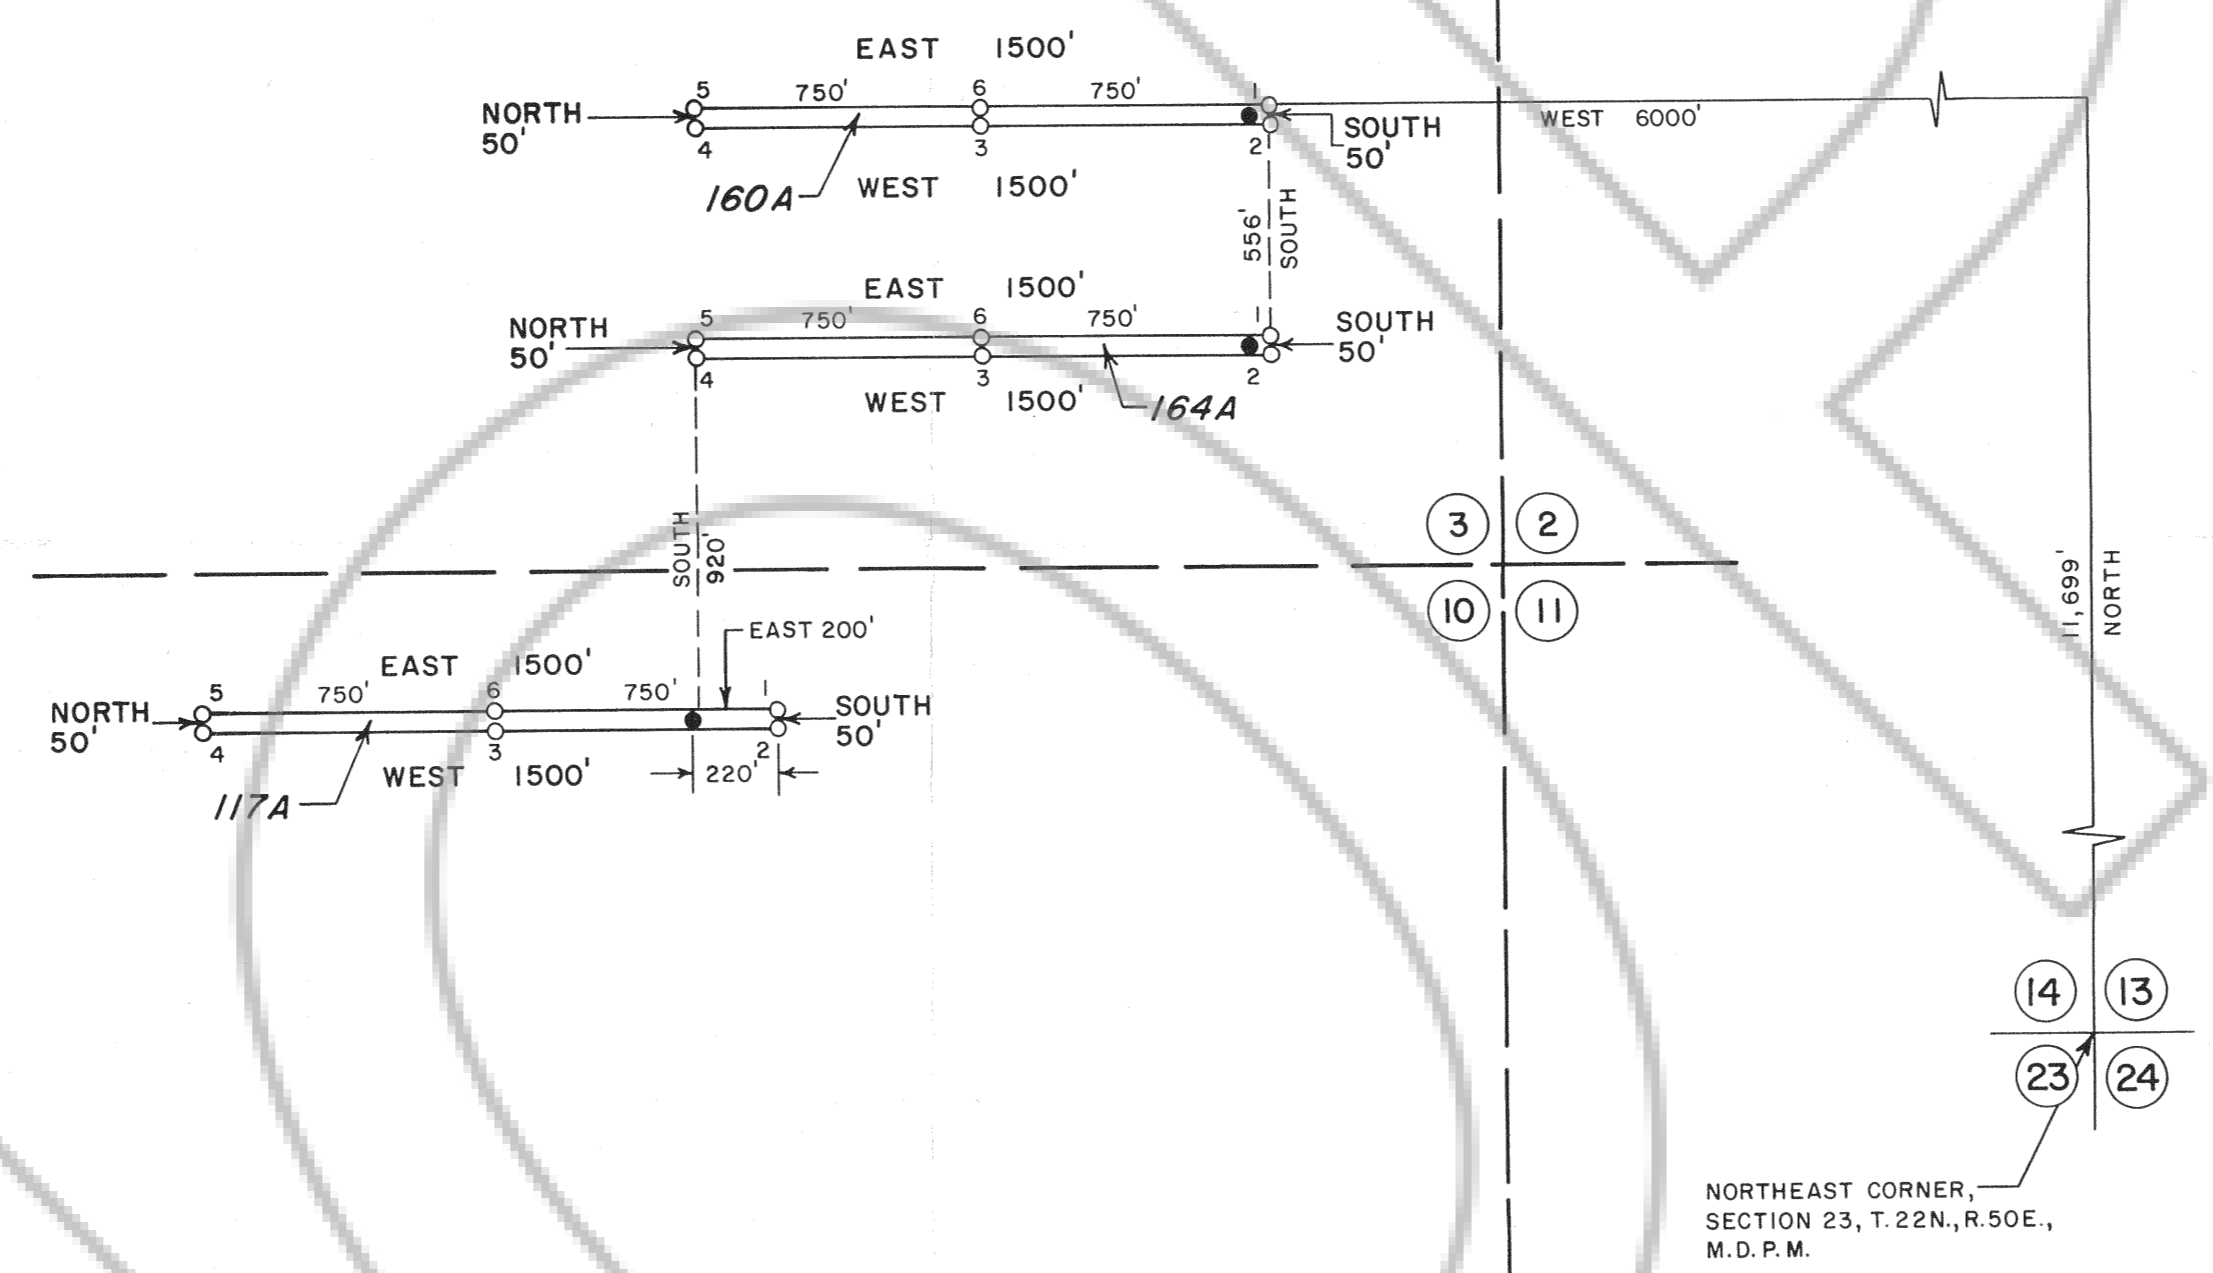 EAST 1500'
5 750' 6 750' 1
NORTH
50'
WEST 6000'
SOUTH
50'
4 3 2
160A
WEST 1500'
556'
SOUTH
EAST 1500'
5 750' 6 750' 1
NORTH
50'
SOUTH
50'
4 3 2
WEST 1500'
164A
SOUTH
920'
3 2
10 11
11,699'
NORTH
EAST 200'
EAST 1500'
5 750' 6 750' 1
NORTH
50'
SOUTH
50'
4 3 2
WEST 1500'
220'
117A
14 13
23 24
NORTHEAST CORNER,
SECTION 23, T.22N., R.50E.,
M.D.P.M.